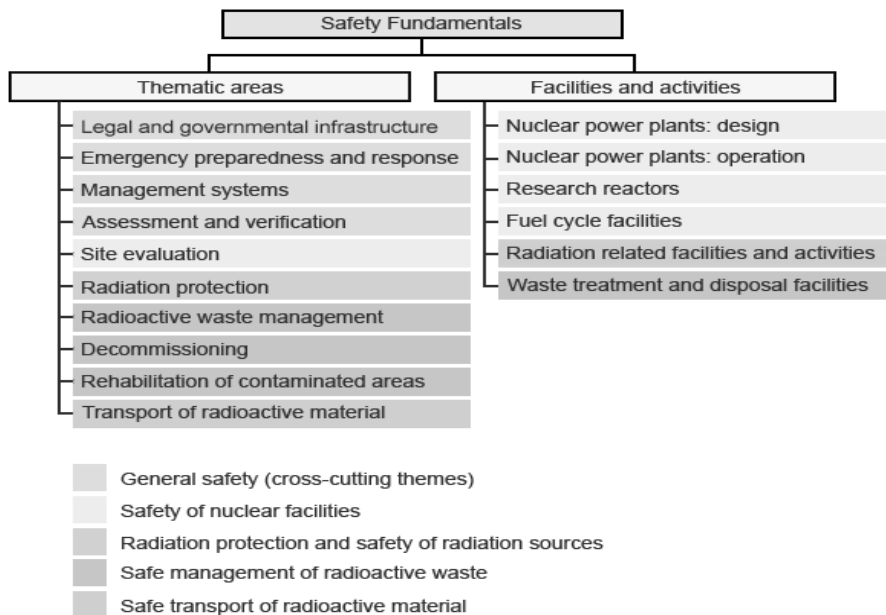 Safety Fundamentals
Thematic areas
Legal and governmental infrastructure
Emergency preparedness and response
Management systems
Assessment and verification
Site evaluation
Radiation protection
Radioactive waste management
Decommissioning
Rehabilitation of contaminated areas
Transport of radioactive material
Facilities and activities
Nuclear power plants: design
Nuclear power plants: operation
Research reactors
Fuel cycle facilities
Radiation related facilities and activities
Waste treatment and disposal facilities
General safety (cross-cutting themes)
Safety of nuclear facilities
Radiation protection and safety of radiation sources
Safe management of radioactive waste
Safe transport of radioactive material